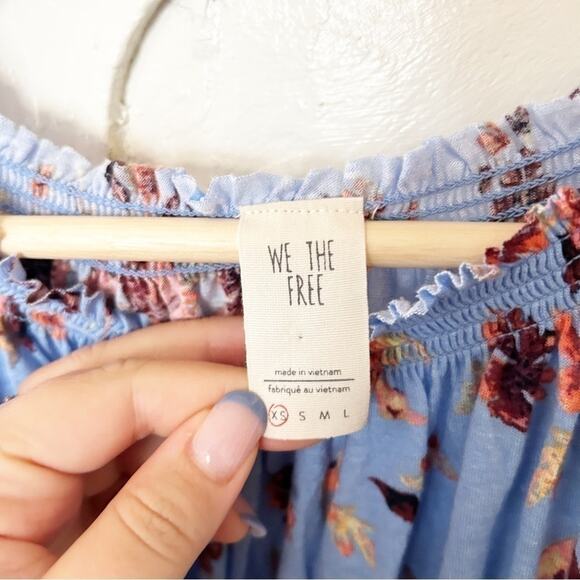 WE THE
FREE
made in vietnam
fabriqué au vietnam
XS S M L